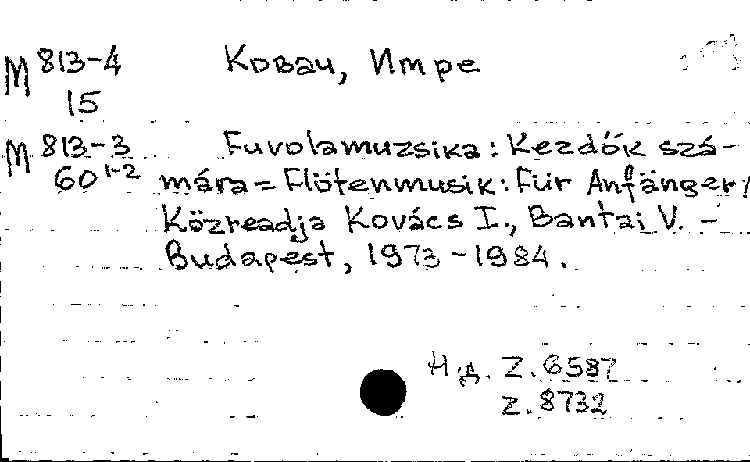 М 813-4 Ковач, Имре
15
М 813-3 Fuvolamuzsika: Kezdők szá-
60 1-2 mára = Flötenmusik: Für Anfänger /
Közreadja Kovács I., Bantai V. –
Budapest, 1973-1984.
Н.д. Z. 6587
Z. 8732